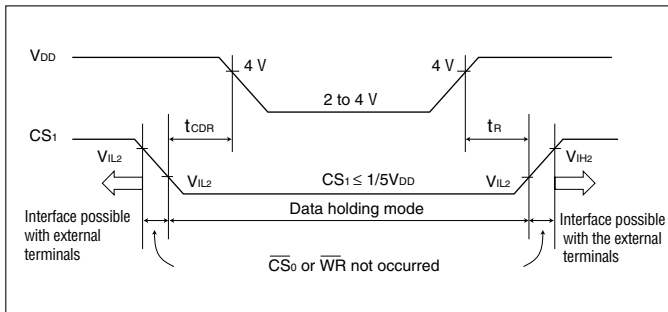 VDD
4 V
4 V
2 to 4 V
tCDR
tR
CS1
VIL2
VIH2
VIL2
CS1 ≤ 1/5VDD
VIL2
Interface possible
with external
terminals
Data holding mode
Interface possible
with the external
terminals
CS0 or WR not occurred